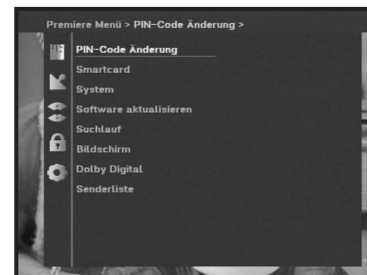 Premiere Menü > PIN-Code Änderung >
PIN-Code Änderung
Smartcard
System
Software aktualisieren
Suchlauf
Bildschirm
Dolby Digital
Senderliste